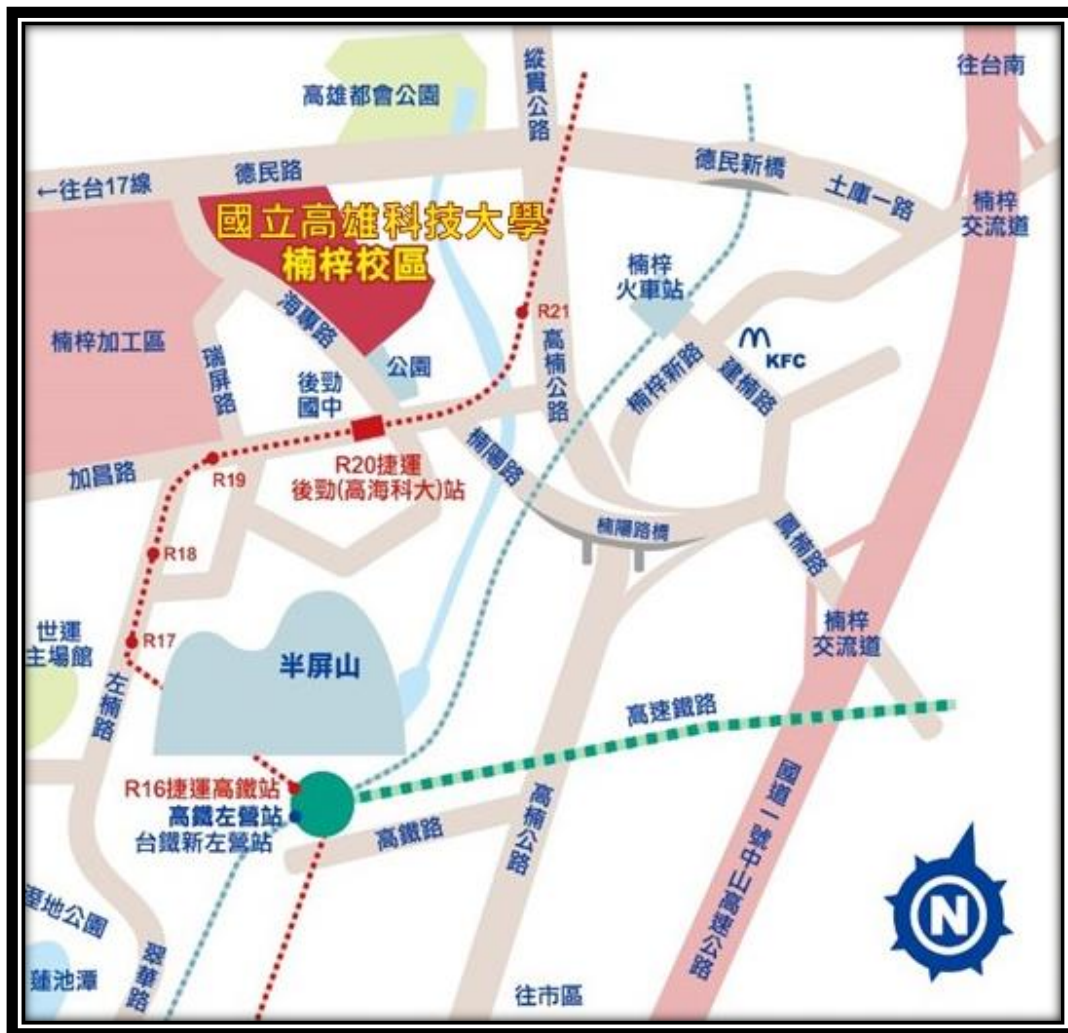 往台南
縱貫公路
高雄都會公園
德民路
←往台17線
德民新橋
土庫一路
楠梓
交流道
國立高雄科技大學
楠梓校區
楠梓
火車站
海專路
R21
楠梓加工區
瑞屏路
公園
後勁
國中
高楠公路
楠梓新路
建楠路
KFC
加昌路
R19
R20捷運
後勁(高海科大)站
楠陽路
楠陽路橋
鳳楠路
R18
R17
世運
主場館
左楠路
半屏山
楠梓
交流道
高速鐵路
R16捷運高鐵站
高鐵左營站
台鐵新左營站
高鐵路
高楠公路
國道一號中山高速公路
溼地公園
蓮池潭
翠華路
往市區
N